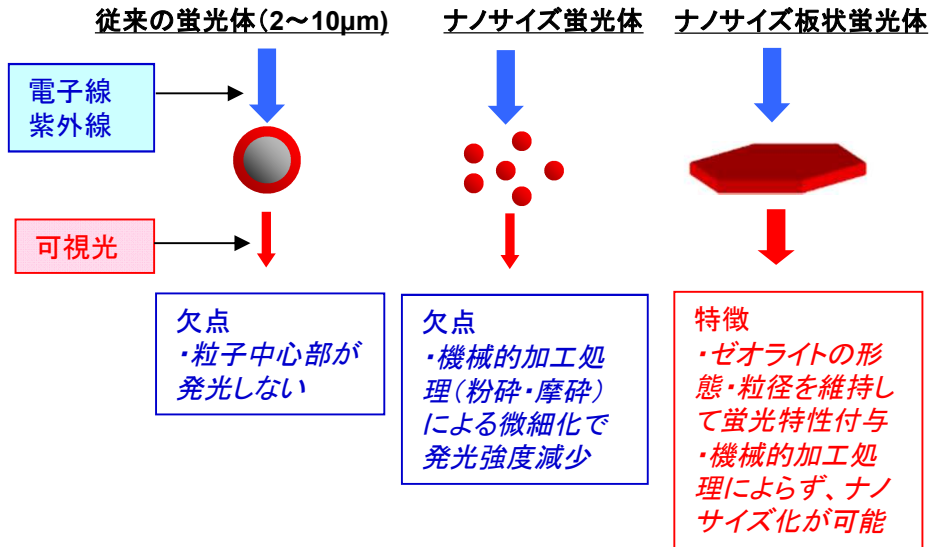 従来の蛍光体(2～10μm)
ナノサイズ蛍光体
ナノサイズ板状蛍光体
電子線
紫外線
可視光
欠点
・粒子中心部が
発光しない
欠点
・機械的加工処
理(粉砕・摩砕)
による微細化で
発光強度減少
特徴
・ゼオライトの形
態・粒径を維持し
て蛍光特性付与
・機械的加工処
理によらず、ナノ
サイズ化が可能